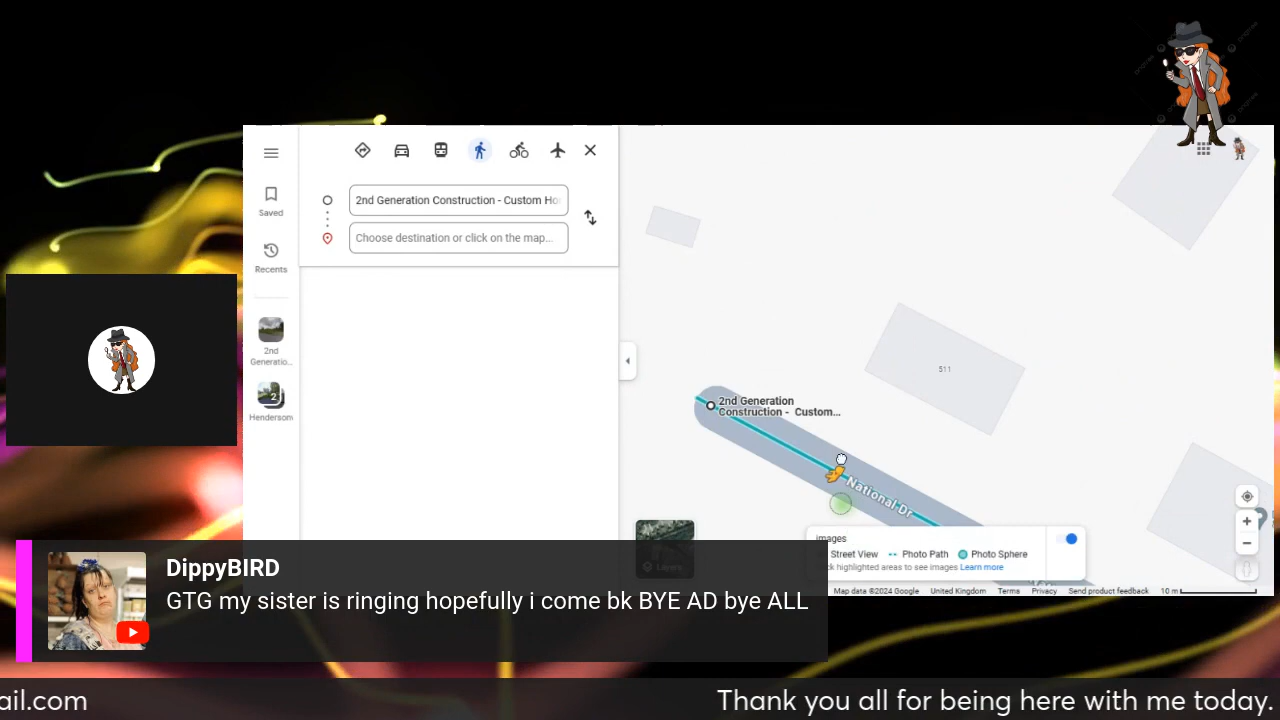 Saved
Recents
2nd
Generatio...
2
Henderson
2nd Generation Construction - Custom Ho
Choose destination or click on the map...
511
2nd Generation
Construction - Custom...
National Dr
images
Street View
Photo Path
Photo Sphere
ck highlighted areas to see images Learn more
Layers
Map data ©2024 Google
United Kingdom
Terms
Privacy
Send product feedback
10 m
DippyBIRD
GTG my sister is ringing hopefully i come bk BYE AD bye ALL
ail.com
Thank you all for being here with me today.